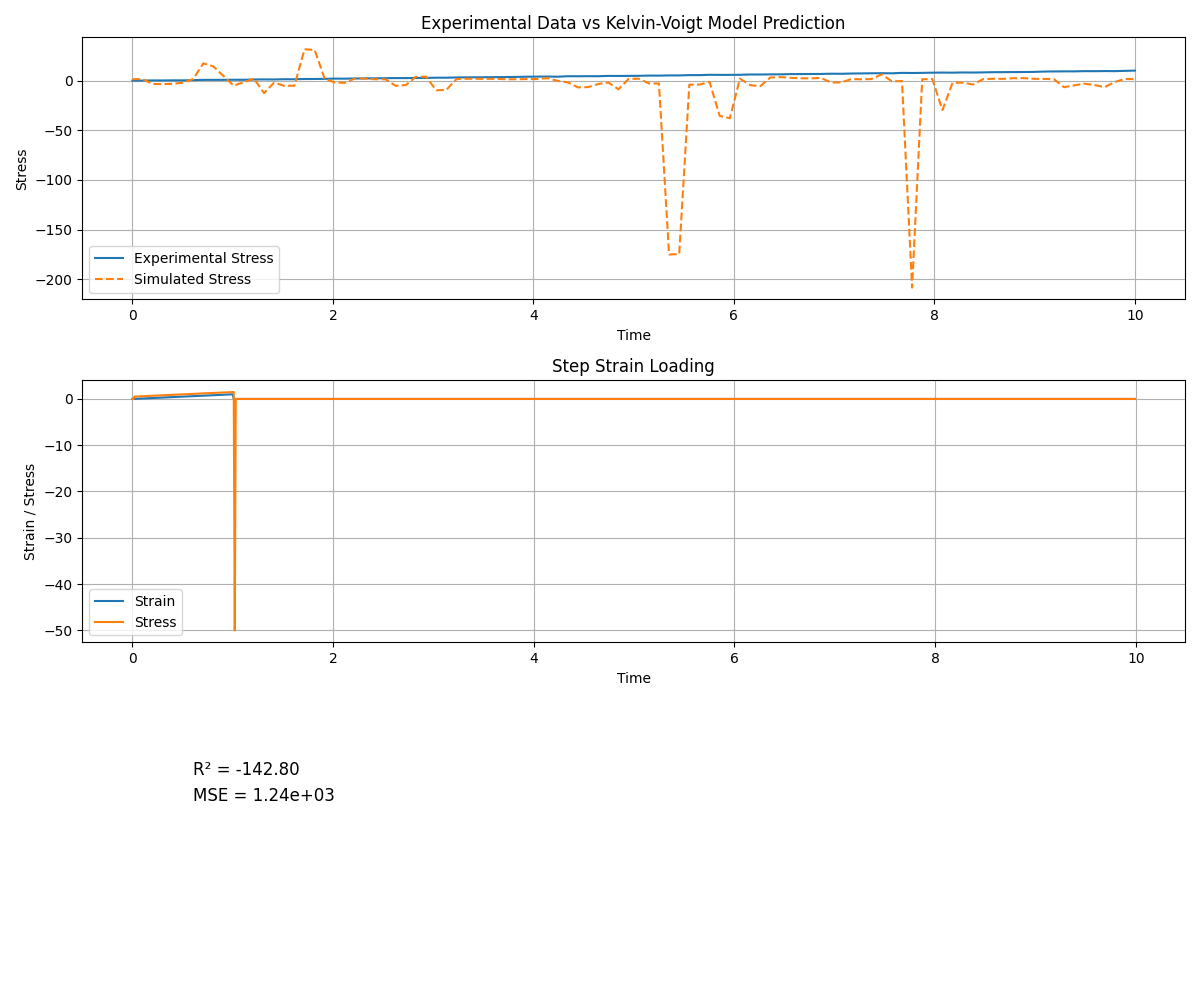 Experimental Data vs Kelvin-Voigt Model Prediction
0
−50
−100
−150
−200
Stress
Experimental Stress
Simulated Stress
0 2 4 6 8 10
Time
Step Strain Loading
0
−10
−20
−30
−40
−50
Strain / Stress
Strain
Stress
0 2 4 6 8 10
Time
R² = -142.80
MSE = 1.24e+03